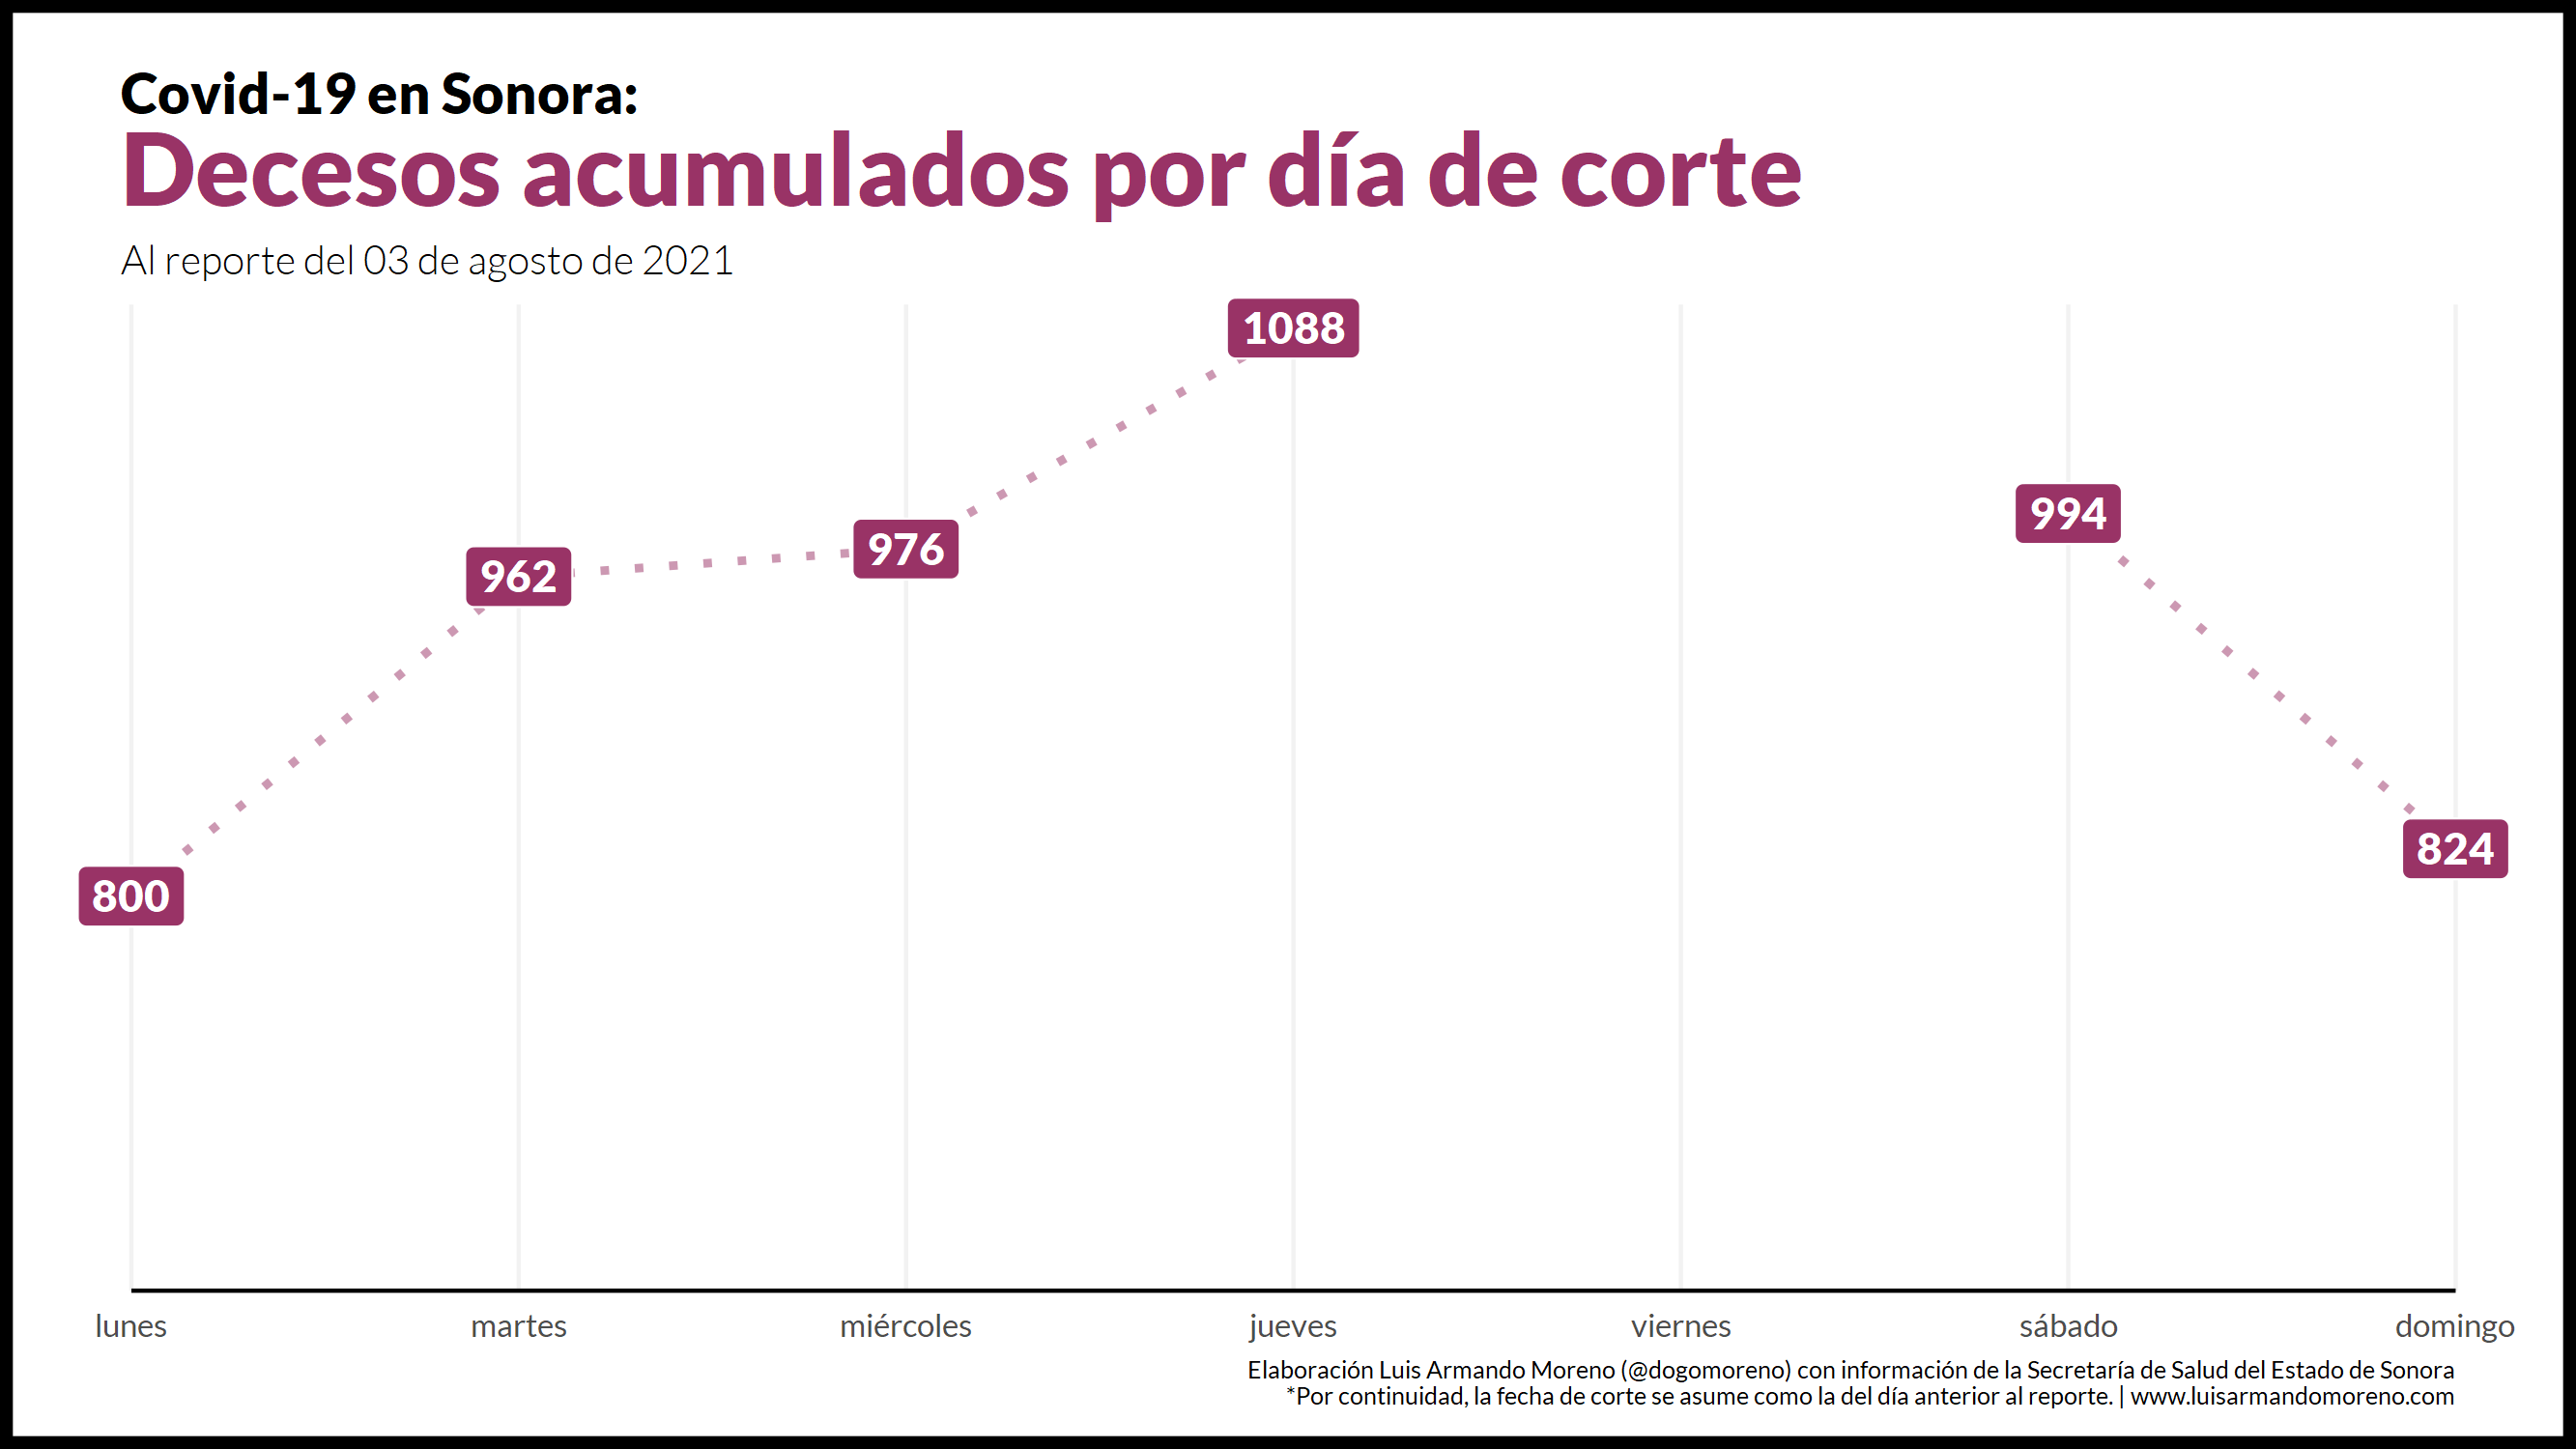 Covid-19 en Sonora:
Decesos acumulados por día de corte
Al reporte del 03 de agosto de 2021
1088
994
976
962
824
800
lunes martes miércoles jueves viernes sábado domingo
Elaboración Luis Armando Moreno (@dogomoreno) con información de la Secretaría de Salud del Estado de Sonora
*Por continuidad, la fecha de corte se asume como la del día anterior al reporte. | www.luisarmandomoreno.com